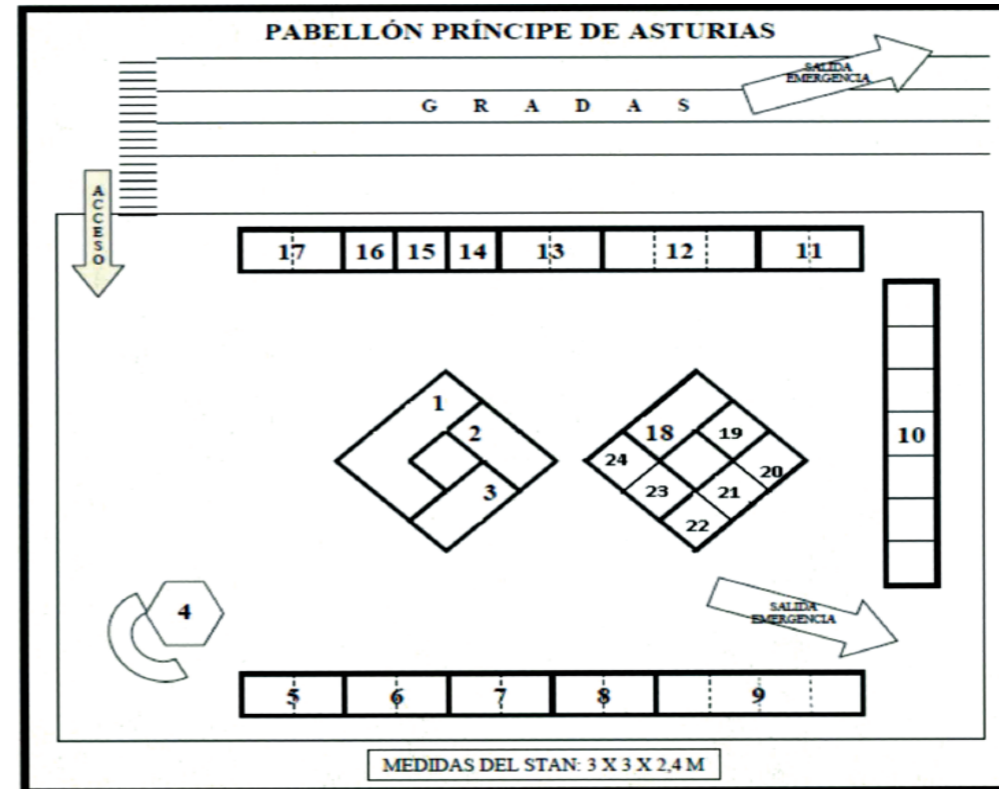 PABELLÓN PRÍNCIPE DE ASTURIAS
SALIDA
EMERGENCIA
G R A D A S
ACCESO
17 16 15 14 13 12 11
10
1
2
3
18
19
20
21
22
23
24
4
SALIDA
EMERGENCIA
5 6 7 8 9
MEDIDAS DEL STAN: 3 X 3 X 2,4 M